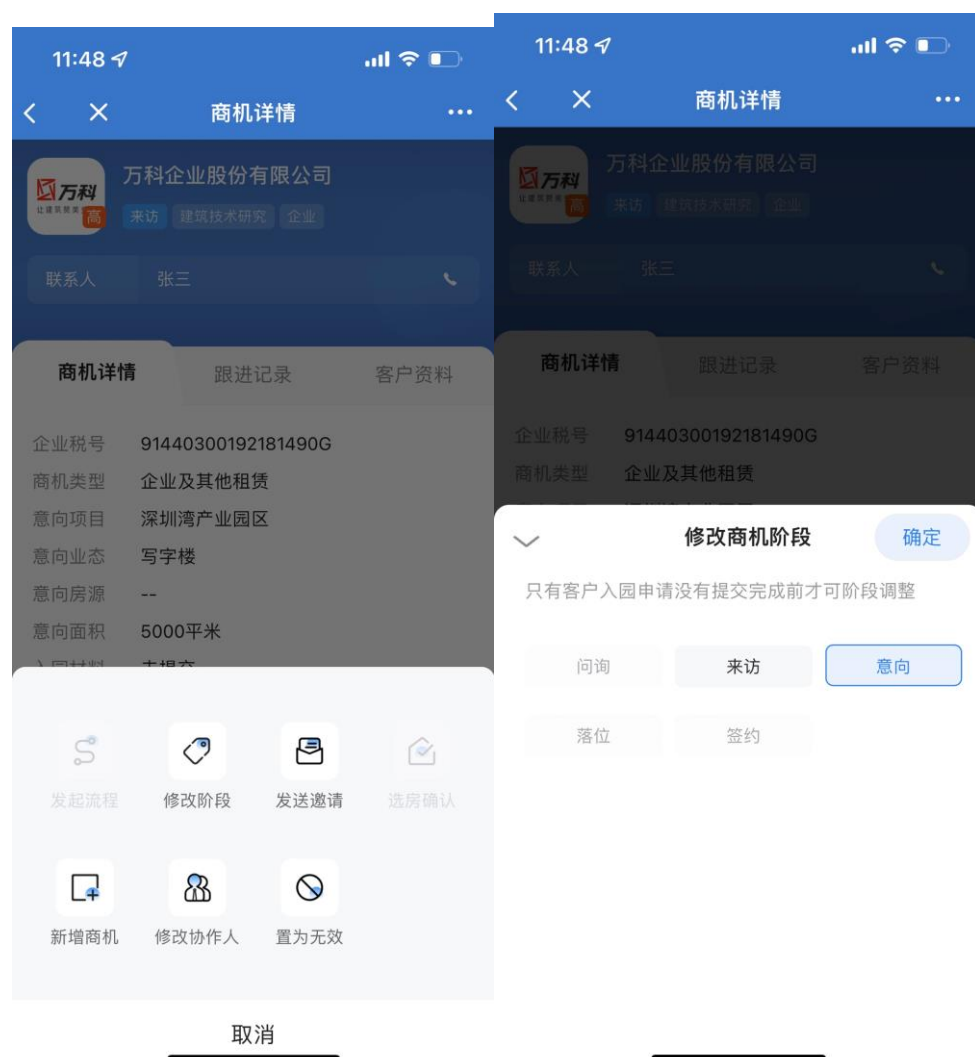 11:48
商机详情
万科
高
万科企业股份有限公司
来访 建筑技术研究 企业
联系人 张三
商机详情 跟进记录 客户资料
企业税号 91440300192181490G
商机类型 企业及其他租赁
意向项目 深圳湾产业园区
意向业态 写字楼
意向房源 --
意向面积 5000平米
入园材料 未提交
发起流程 修改阶段 发送邀请 选房确认
新增商机 修改协作人 置为无效
取消
11:48
商机详情
万科
高
万科企业股份有限公司
来访 建筑技术研究 企业
联系人 张三
商机详情 跟进记录 客户资料
企业税号 91440300192181490G
商机类型 企业及其他租赁
修改商机阶段 确定
只有客户入园申请没有提交完成前才可阶段调整
问询 来访 意向
落位 签约